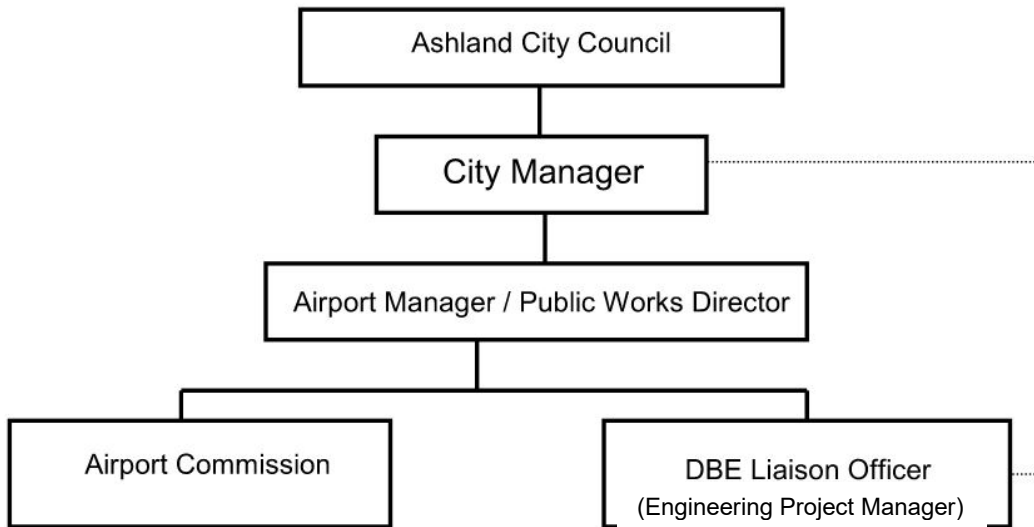 Ashland City Council
City Manager
Airport Manager / Public Works Director
Airport Commission
DBE Liaison Officer
(Engineering Project Manager)